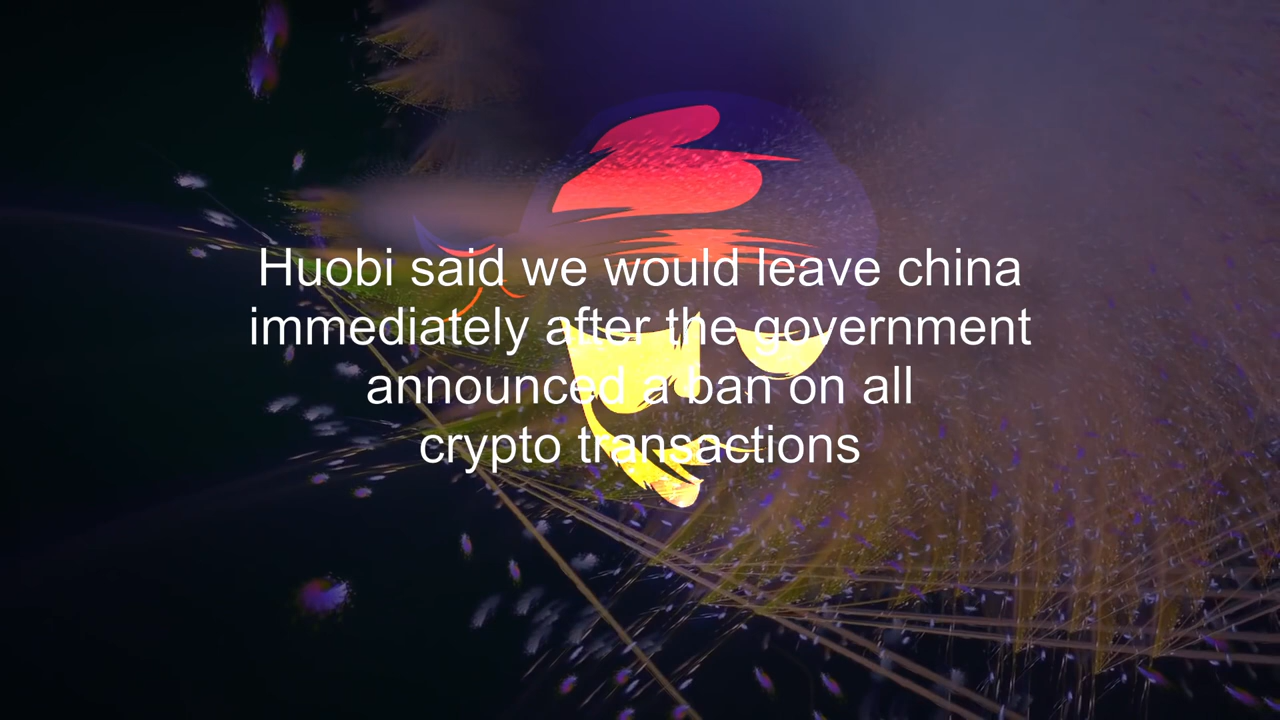 Huobi said we would leave china
immediately after the government
announced a ban on all
crypto transactions